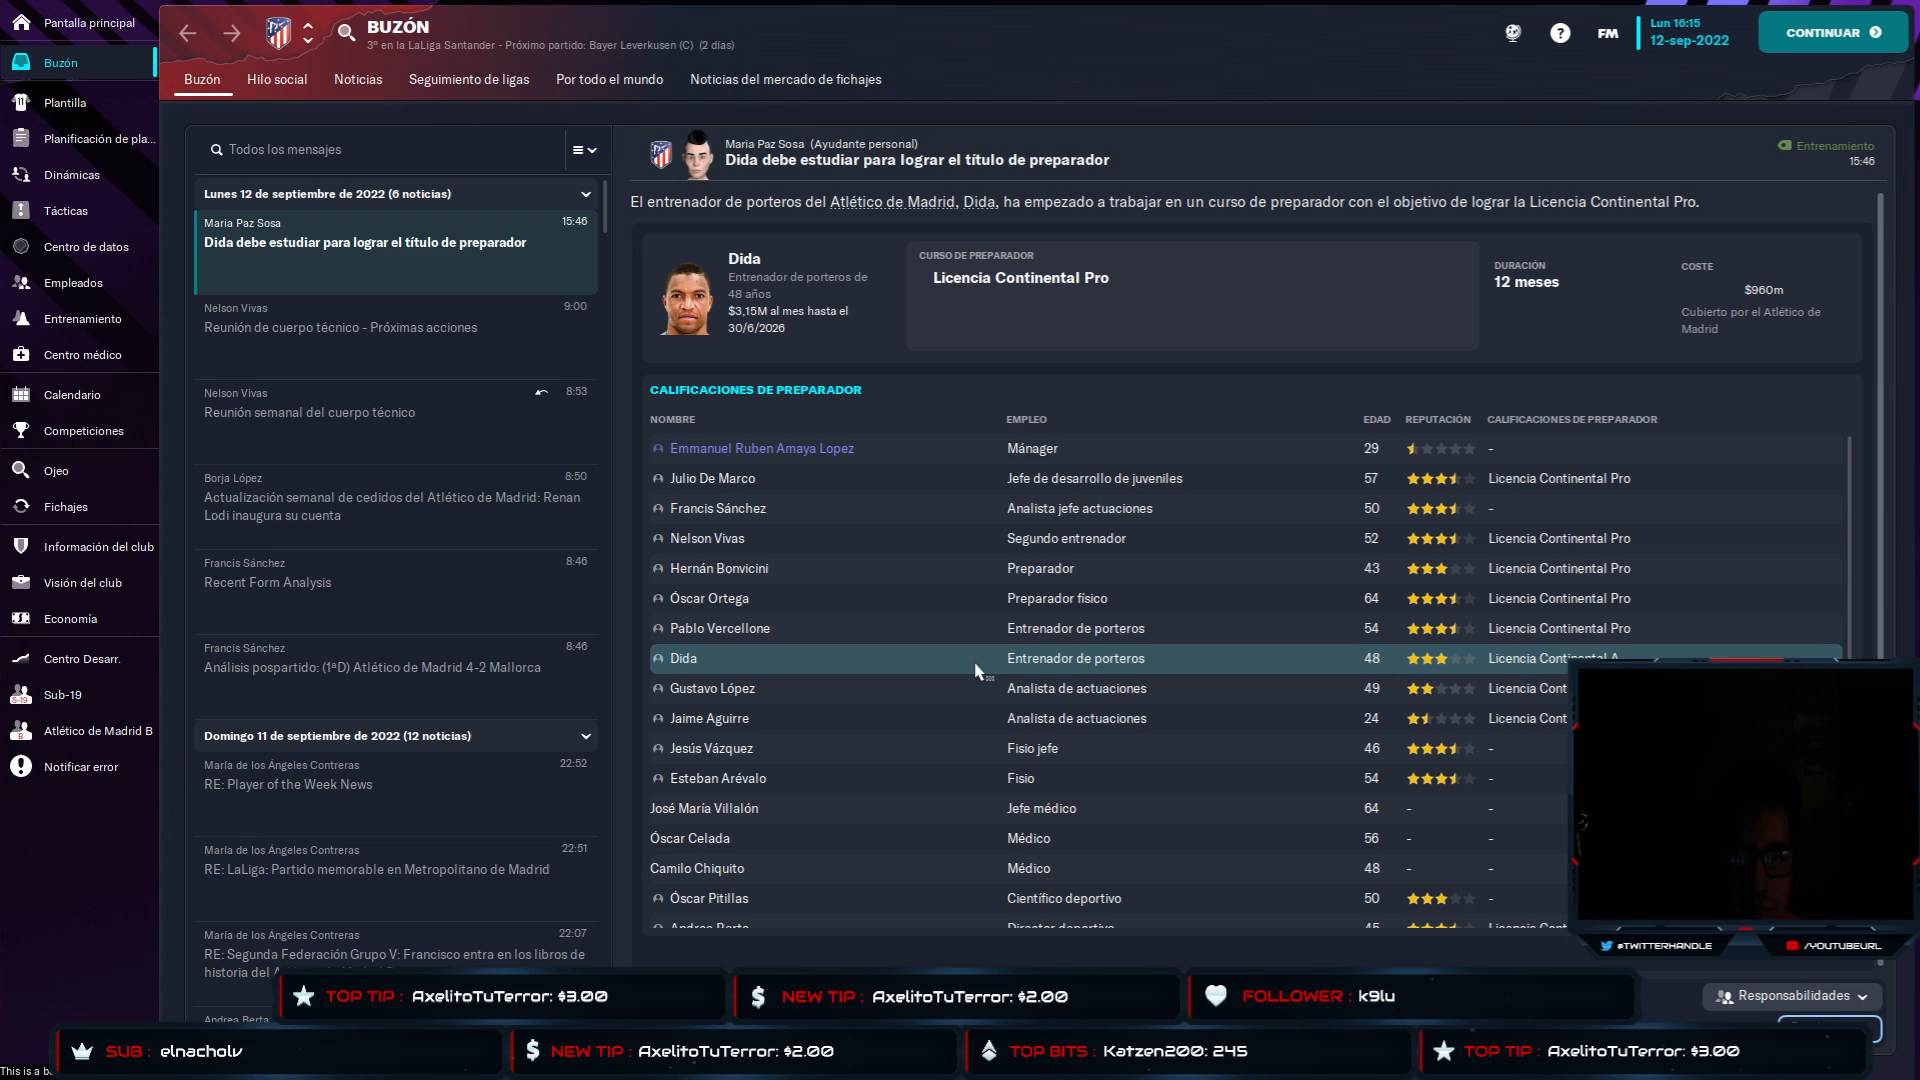 Pantalla principal
Buzón
Plantilla
Planificación de pla...
Dinámicas
Tácticas
Centro de datos
Empleados
Entrenamiento
Centro médico
Calendario
Competiciones
Ojeo
Fichajes
Información del club
Visión del club
Economía
Centro Desarr.
Sub-19
Atlético de Madrid B
Notificar error
BUZÓN
3º en la LaLiga Santander - Próximo partido: Bayer Leverkusen (C) (2 días)
FM
Lun 16:15
12-sep-2022
CONTINUAR
Buzón Hilo social Noticias Seguimiento de ligas Por todo el mundo Noticias del mercado de fichajes
Todos los mensajes
Lunes 12 de septiembre de 2022 (6 noticias)
Maria Paz Sosa 15:46
Dida debe estudiar para lograr el título de preparador
Nelson Vivas 9:00
Reunión de cuerpo técnico - Próximas acciones
Nelson Vivas 8:53
Reunión semanal del cuerpo técnico
Borja López 8:50
Actualización semanal de cedidos del Atlético de Madrid: Renan
Lodi inaugura su cuenta
Francis Sánchez 8:46
Recent Form Analysis
Francis Sánchez 8:46
Análisis pospartido: (1ªD) Atlético de Madrid 4-2 Mallorca
Domingo 11 de septiembre de 2022 (12 noticias)
María de los Ángeles Contreras 22:52
RE: Player of the Week News
María de los Ángeles Contreras 22:51
RE: LaLiga: Partido memorable en Metropolitano de Madrid
María de los Ángeles Contreras 22:07
RE: Segunda Federación Grupo V: Francisco entra en los libros de
historia del
Andrea Berta
Maria Paz Sosa (Ayudante personal)
Dida debe estudiar para lograr el título de preparador
Entrenamiento
15:46
El entrenador de porteros del Atlético de Madrid, Dida, ha empezado a trabajar en un curso de preparador con el objetivo de lograr la Licencia Continental Pro.
Dida
Entrenador de porteros de
48 años
$3,15M al mes hasta el
30/6/2026
CURSO DE PREPARADOR
Licencia Continental Pro
DURACIÓN
12 meses
COSTE
$960m
Cubierto por el Atlético de
Madrid
CALIFICACIONES DE PREPARADOR
NOMBRE EMPLEO EDAD REPUTACIÓN CALIFICACIONES DE PREPARADOR
Emmanuel Ruben Amaya Lopez Mánager 29 -
Julio De Marco Jefe de desarrollo de juveniles 57 Licencia Continental Pro
Francis Sánchez Analista jefe actuaciones 50 -
Nelson Vivas Segundo entrenador 52 Licencia Continental Pro
Hernán Bonvicini Preparador 43 Licencia Continental Pro
Óscar Ortega Preparador físico 64 Licencia Continental Pro
Pablo Vercellone Entrenador de porteros 54 Licencia Continental Pro
Dida Entrenador de porteros 48 Licencia Continental A
Gustavo López Analista de actuaciones 49 Licencia Cont
Jaime Aguirre Analista de actuaciones 24 Licencia Cont
Jesús Vázquez Fisio jefe 46 -
Esteban Arévalo Fisio 54 -
José María Villalón Jefe médico 64 - -
Óscar Celada Médico 56 - -
Camilo Chiquito Médico 48 - -
Óscar Pitillas Científico deportivo 50 -
Andrea Berta Director deportivo 45 Licencia Cont
@TWITTERHANDLE /YOUTUBEURL
Responsabilidades
TOP TIP : AxelitoTuTerror: $3.00
NEW TIP : AxelitoTuTerror: $2.00
FOLLOWER : k9lu
SUB : elnacholv
NEW TIP : AxelitoTuTerror: $2.00
TOP BITS : Katzen200: 245
TOP TIP : AxelitoTuTerror: $3.00
This is a b